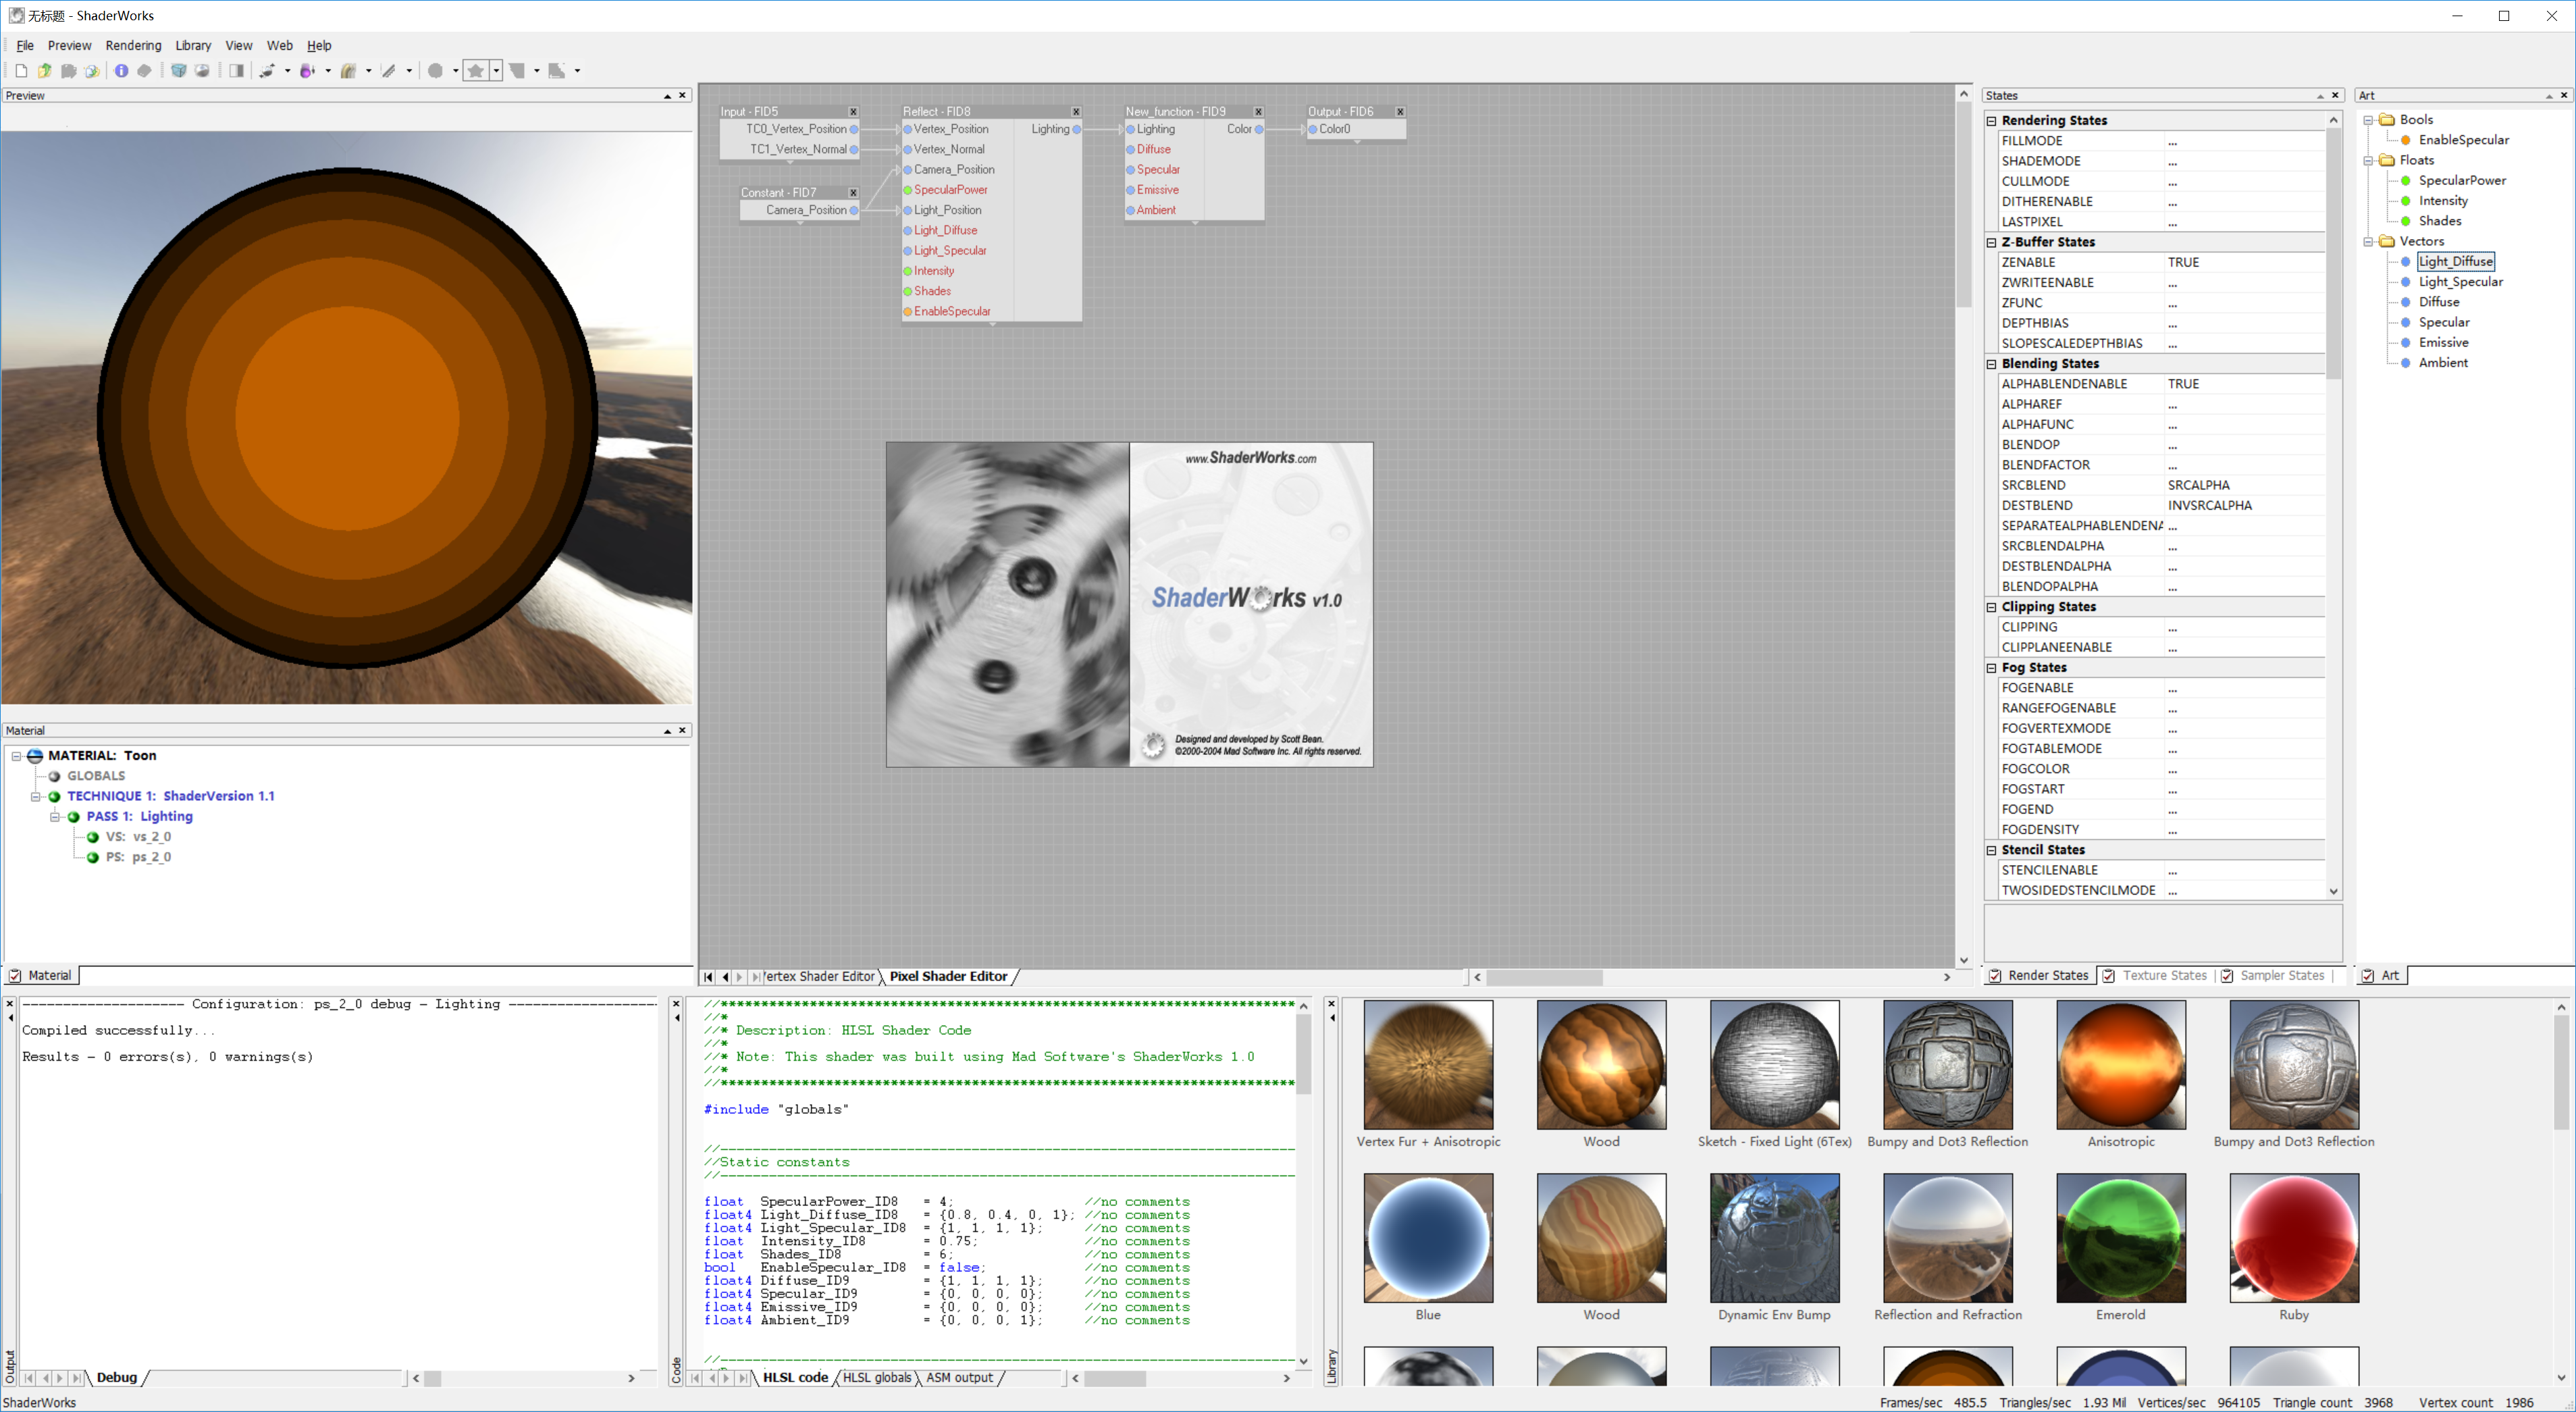 无标题 - ShaderWorks
File Preview Rendering Library View Web Help
Preview
Input - FID5
TC0_Vertex_Position
TC1_Vertex_Normal
Constant - FID7
Camera_Position
Reflect - FID8
Vertex_Position Lighting
Vertex_Normal
Camera_Position
SpecularPower
Light_Position
Light_Diffuse
Light_Specular
Intensity
Shades
EnableSpecular
New_function - FID9
Lighting Color
Diffuse
Specular
Emissive
Ambient
Output - FID6
Color0
www.ShaderWorks.com
ShaderWorks v1.0
Designed and developed by Scott Bean.
©2000-2004 Mad Software Inc. All rights reserved.
ertex Shader Editor Pixel Shader Editor
States
Rendering States
FILLMODE ...
SHADEMODE ...
CULLMODE ...
DITHERENABLE ...
LASTPIXEL ...
Z-Buffer States
ZENABLE TRUE
ZWRITEENABLE ...
ZFUNC ...
DEPTHBIAS ...
SLOPESCALEDEPTHBIAS ...
Blending States
ALPHABLENDENABLE TRUE
ALPHAREF ...
ALPHAFUNC ...
BLENDOP ...
BLENDFACTOR ...
SRCBLEND SRCALPHA
DESTBLEND INVSRCALPHA
SEPARATEALPHABLENDENA ...
SRCBLENDALPHA ...
DESTBLENDALPHA ...
BLENDOPALPHA ...
Clipping States
CLIPPING ...
CLIPPLANEENABLE ...
Fog States
FOGENABLE ...
RANGEFOGENABLE ...
FOGVERTEXMODE ...
FOGTABLEMODE ...
FOGCOLOR ...
FOGSTART ...
FOGEND ...
FOGDENSITY ...
Stencil States
STENCILENABLE ...
TWOSIDEDSTENCILMODE ...
Render States Texture States Sampler States
Art
Bools
EnableSpecular
Floats
SpecularPower
Intensity
Shades
Vectors
Light_Diffuse
Light_Specular
Diffuse
Specular
Emissive
Ambient
Art
Material
MATERIAL: Toon
GLOBALS
TECHNIQUE 1: ShaderVersion 1.1
PASS 1: Lighting
VS: vs_2_0
PS: ps_2_0
Material
-------------------- Configuration: ps_2_0 debug - Lighting ------------------
Compiled successfully...
Results - 0 errors(s), 0 warnings(s)
Output
Debug
//************************************************************************
//*
//* Description: HLSL Shader Code
//*
//* Note: This shader was built using Mad Software's ShaderWorks 1.0
//*
//************************************************************************
#include "globals"
//------------------------------------------------------------------------
//Static constants
//------------------------------------------------------------------------
float SpecularPower_ID8 = 4; //no comments
float4 Light_Diffuse_ID8 = {0.8, 0.4, 0, 1}; //no comments
float4 Light_Specular_ID8 = {1, 1, 1, 1}; //no comments
float Intensity_ID8 = 0.75; //no comments
float Shades_ID8 = 6; //no comments
bool EnableSpecular_ID8 = false; //no comments
float4 Diffuse_ID9 = {1, 1, 1, 1}; //no comments
float4 Specular_ID9 = {0, 0, 0, 0}; //no comments
float4 Emissive_ID9 = {0, 0, 0, 0}; //no comments
float4 Ambient_ID9 = {0, 0, 0, 1}; //no comments
//------------------------------------------------------------------------
Code
HLSL code HLSL globals ASM output
Vertex Fur + Anisotropic Wood Sketch - Fixed Light (6Tex) Bumpy and Dot3 Reflection Anisotropic Bumpy and Dot3 Reflection
Blue Wood Dynamic Env Bump Reflection and Refraction Emerold Ruby
Library
ShaderWorks
Frames/sec 485.5 Triangles/sec 1.93 Mil Vertices/sec 964105 Triangle count 3968 Vertex count 1986